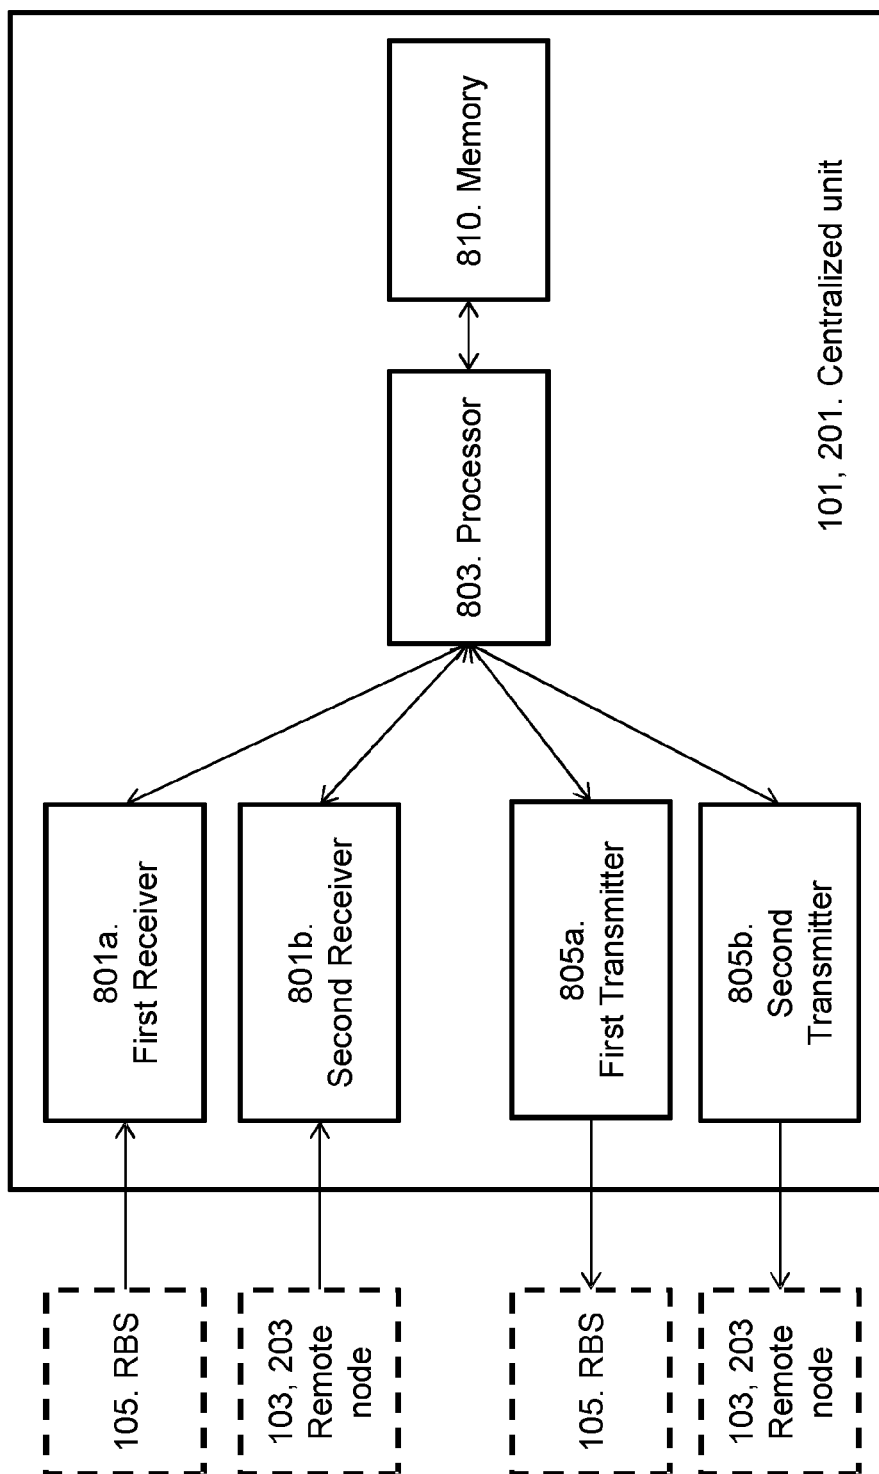 105. RBS
103, 203
Remote
node
105. RBS
103, 203
Remote
node
801a.
First Receiver
801b.
Second Receiver
805a.
First Transmitter
805b.
Second
Transmitter
803. Processor
810. Memory
101, 201. Centralized unit